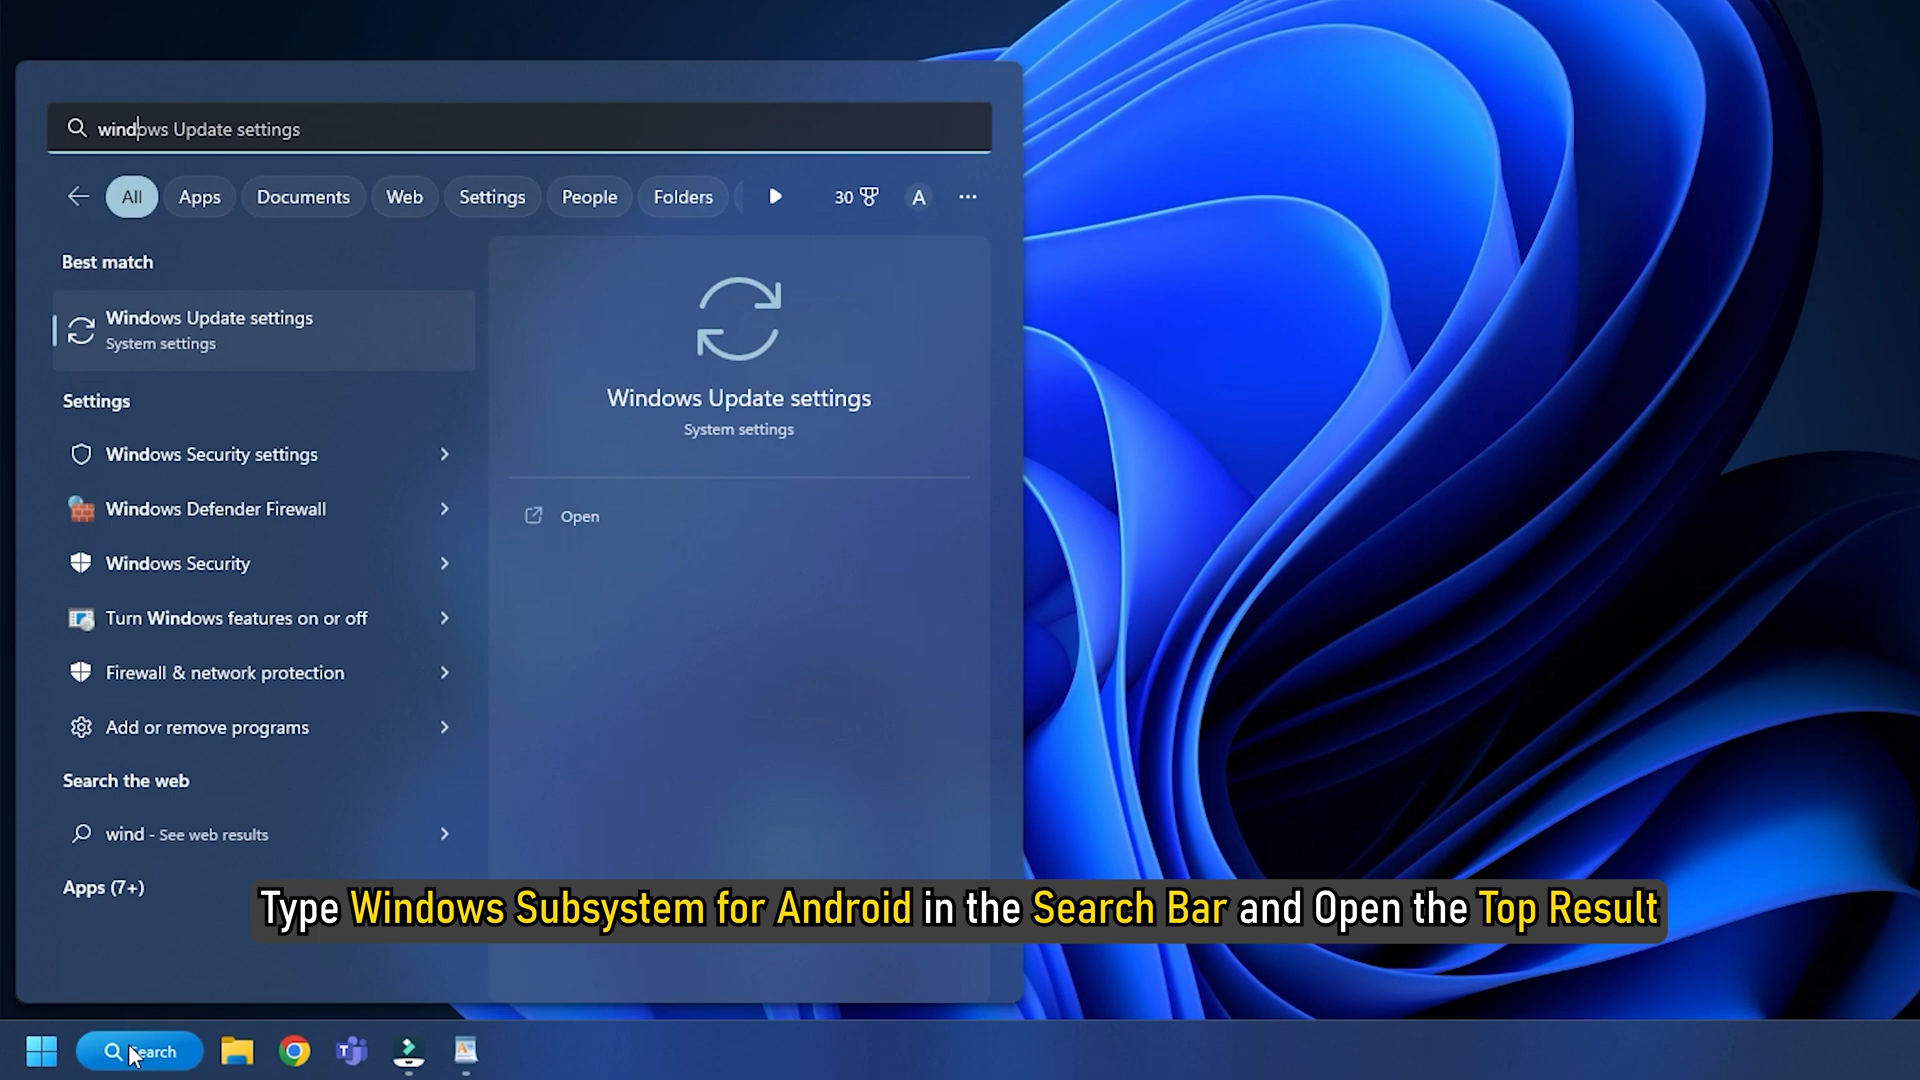 windows Update settings
All
Apps
Documents
Web
Settings
People
Folders
30
A
Best match
Windows Update settings
System settings
Settings
Windows Security settings
Windows Defender Firewall
Windows Security
Turn Windows features on or off
Firewall & network protection
Add or remove programs
Search the web
wind - See web results
Apps (7+)
Windows Update settings
System settings
Open
Type Windows Subsystem for Android in the Search Bar and Open the Top Result
Search